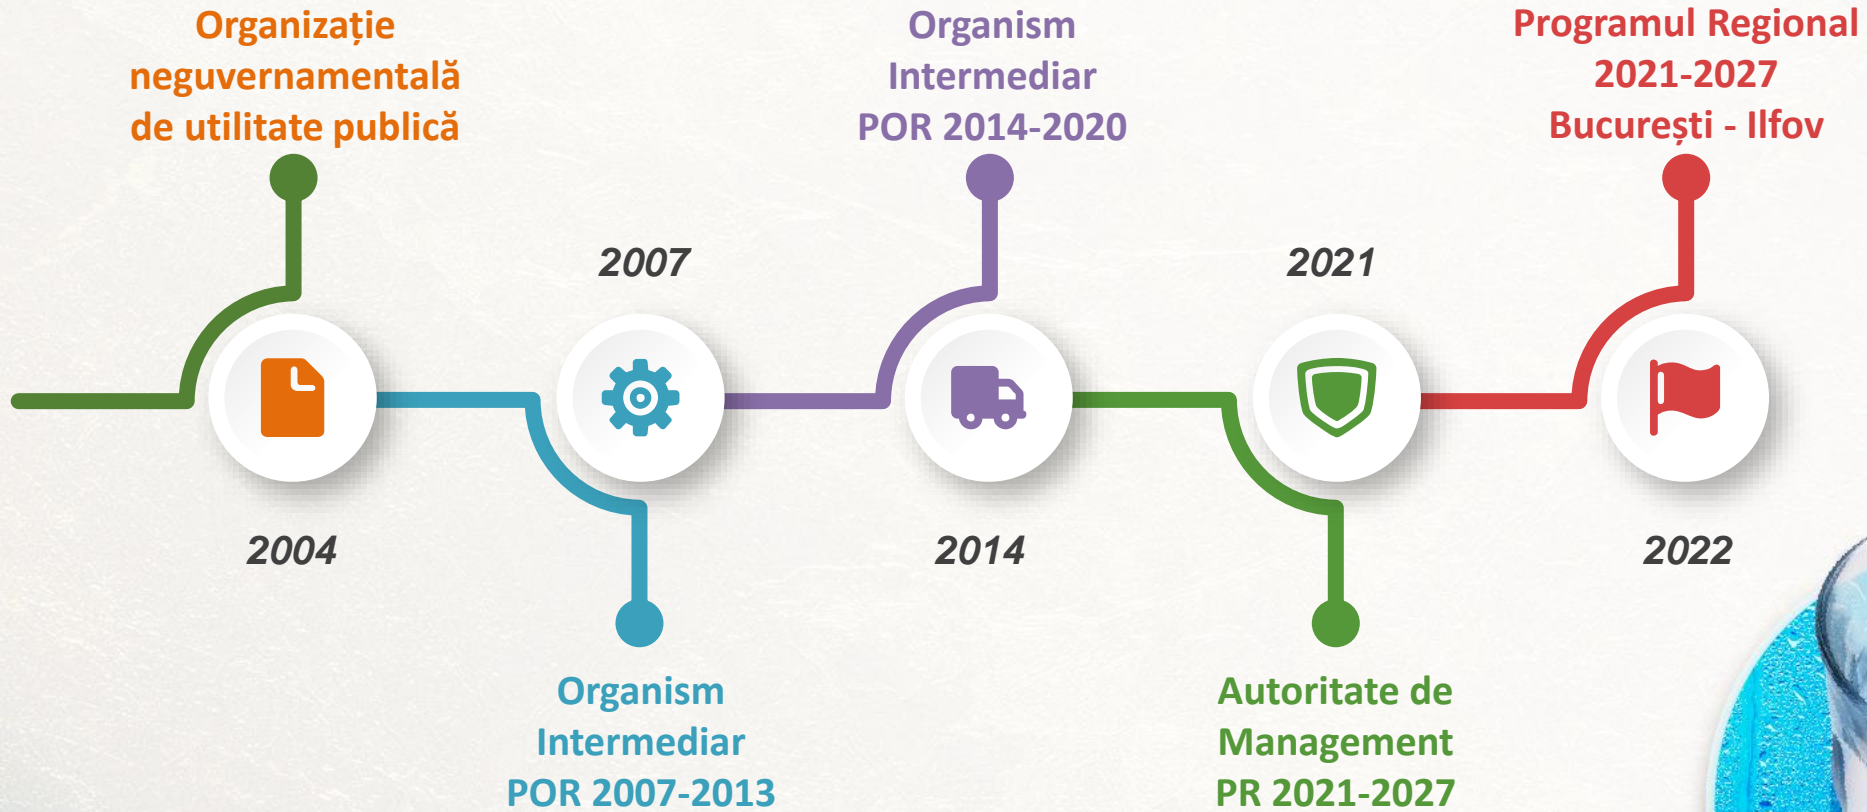 Organizație
neguvernamentală
de utilitate publică
2004
2007
Organism
Intermediar
POR 2007-2013
Organism
Intermediar
POR 2014-2020
2014
2021
Autoritate de
Management
PR 2021-2027
Programul Regional
2021-2027
București - Ilfov
2022